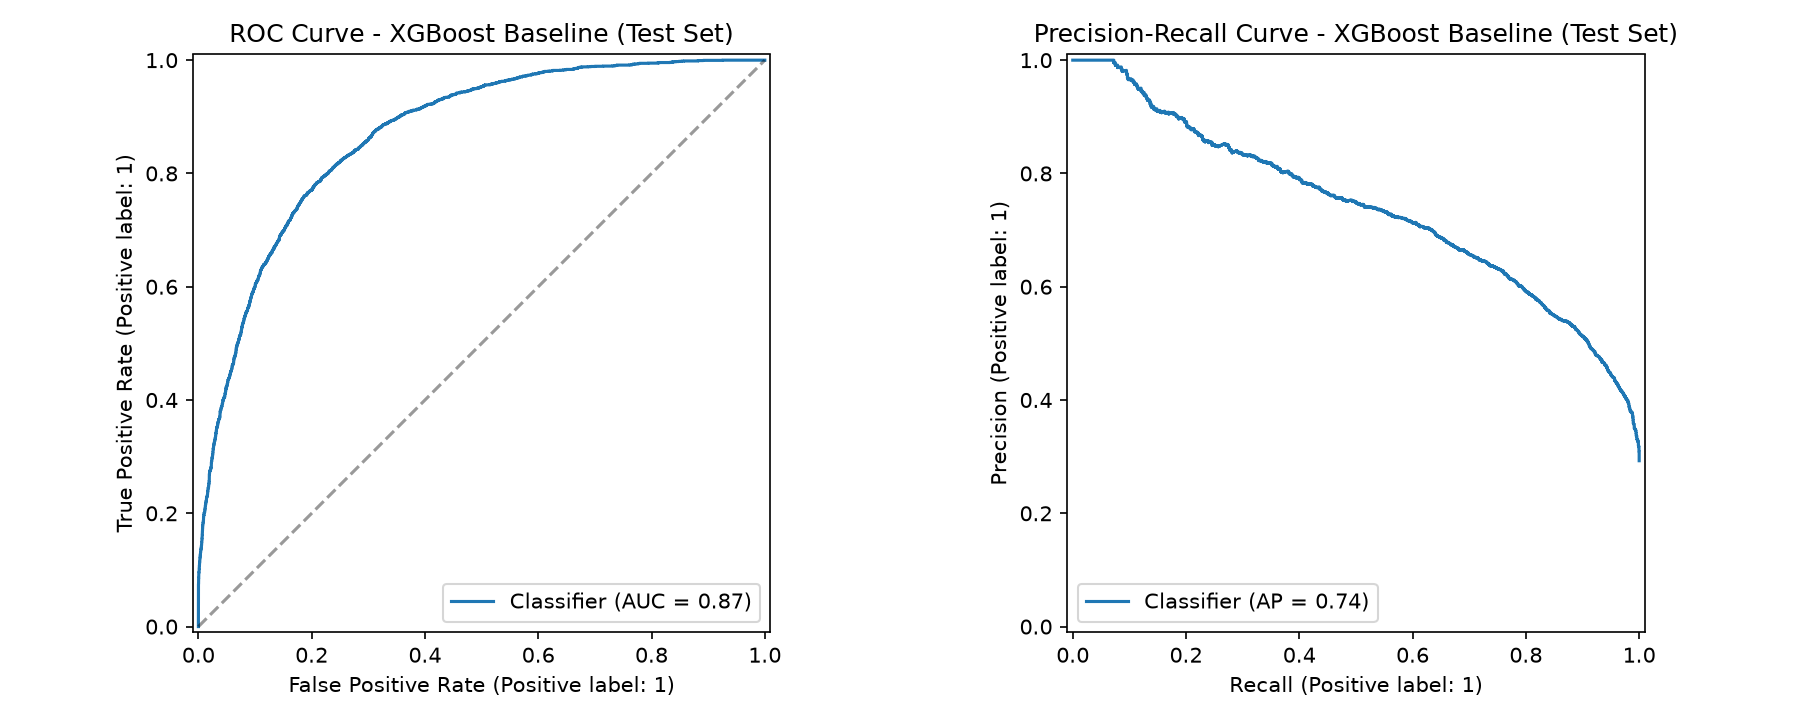 ROC Curve - XGBoost Baseline (Test Set)
1.0
0.8
0.6
0.4
0.2
0.0
True Positive Rate (Positive label: 1)
Classifier (AUC = 0.87)
0.0 0.2 0.4 0.6 0.8 1.0
False Positive Rate (Positive label: 1)
Precision-Recall Curve - XGBoost Baseline (Test Set)
1.0
0.8
0.6
0.4
0.2
0.0
Precision (Positive label: 1)
Classifier (AP = 0.74)
0.0 0.2 0.4 0.6 0.8 1.0
Recall (Positive label: 1)